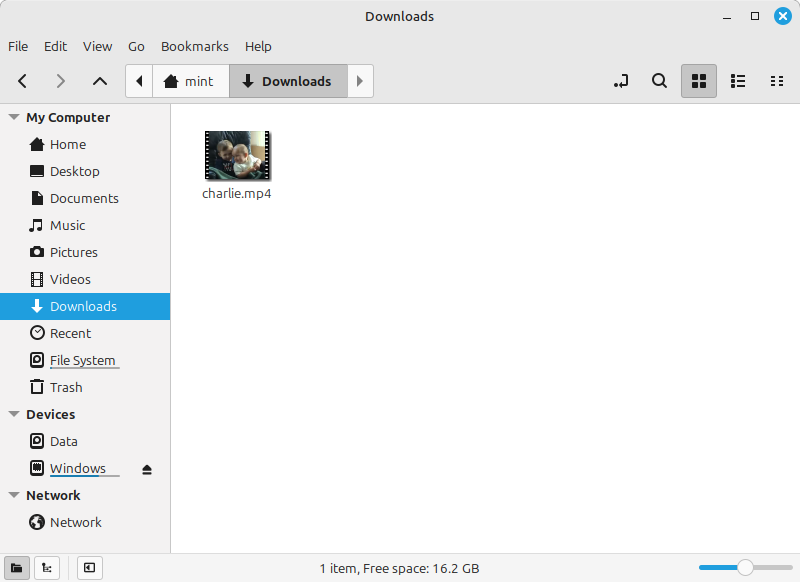 Downloads
File Edit View Go Bookmarks Help
mint Downloads
My Computer
Home
Desktop
Documents
Music
Pictures
Videos
Downloads
Recent
File System
Trash
Devices
Data
Windows
Network
Network
charlie.mp4
1 item, Free space: 16.2 GB